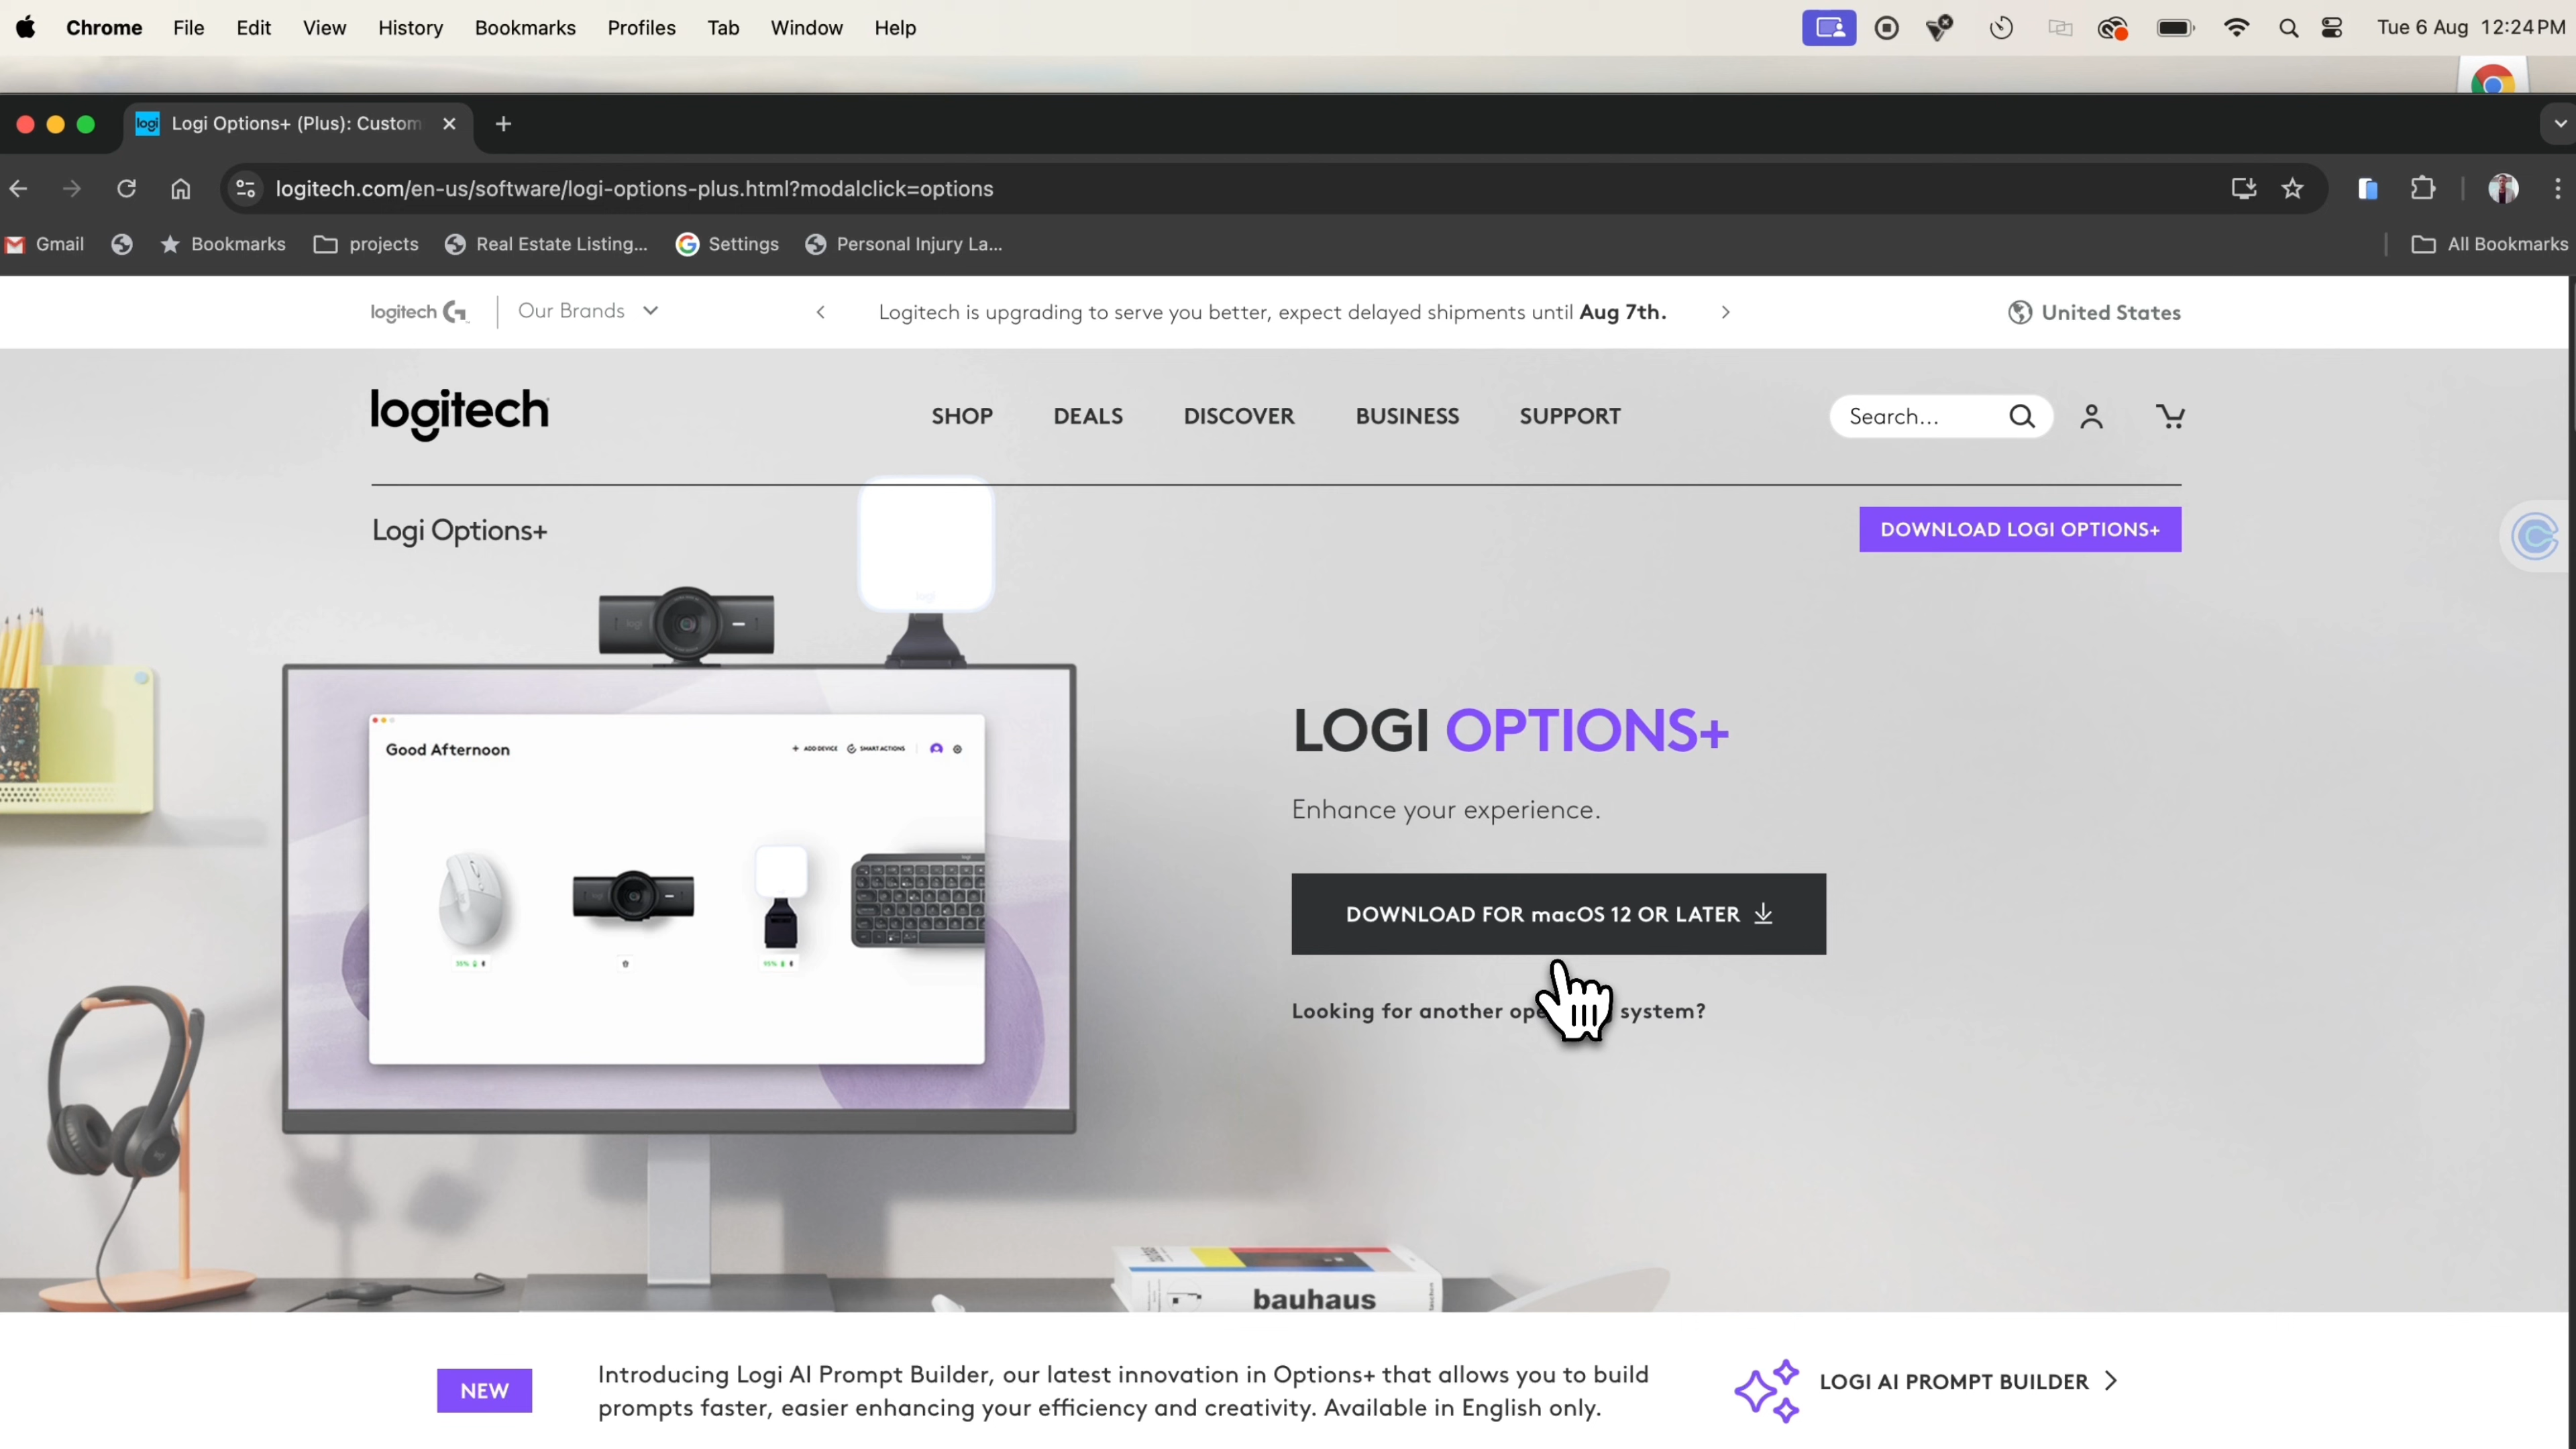 Chrome File Edit View History Bookmarks Profiles Tab Window Help Tue 6 Aug 12:24 PM
logi Logi Options+ (Plus): Custom
logitech.com/en-us/software/logi-options-plus.html?modalclick=options
Gmail Bookmarks projects Real Estate Listing... Settings Personal Injury La... All Bookmarks
logitech G Our Brands Logitech is upgrading to serve you better, expect delayed shipments until Aug 7th. United States
logitech SHOP DEALS DISCOVER BUSINESS SUPPORT Search...
Logi Options+ DOWNLOAD LOGI OPTIONS+
LOGI OPTIONS+
Good Afternoon + ADD DEVICE SMART ACTIONS
Enhance your experience.
DOWNLOAD FOR macOS 12 OR LATER
Looking for another system?
bauhaus
NEW
Introducing Logi AI Prompt Builder, our latest innovation in Options+ that allows you to build
prompts faster, easier enhancing your efficiency and creativity. Available in English only.
LOGI AI PROMPT BUILDER